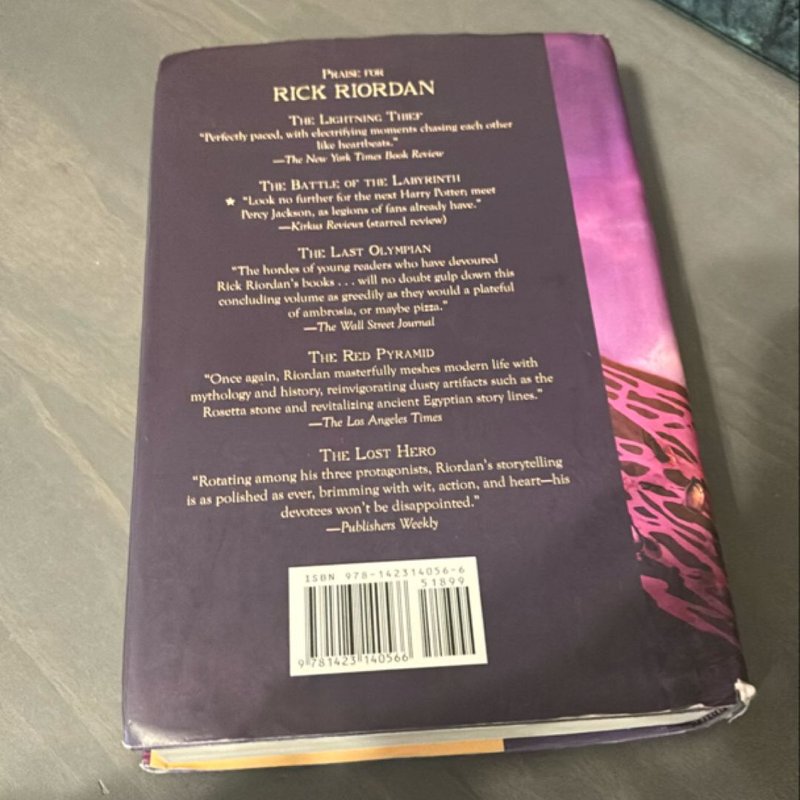 PRAISE FOR
RICK RIORDAN
THE LIGHTNING THIEF
"Perfectly paced, with electrifying moments chasing each other
like heartbeats."
—The New York Times Book Review
THE BATTLE OF THE LABYRINTH
★ "Look no further for the next Harry Potter; meet
Percy Jackson, as legions of fans already have."
—Kirkus Reviews (starred review)
THE LAST OLYMPIAN
"The hordes of young readers who have devoured
Rick Riordan's books . . . will no doubt gulp down this
concluding volume as greedily as they would a plateful
of ambrosia, or maybe pizza."
—The Wall Street Journal
THE RED PYRAMID
"Once again, Riordan masterfully meshes modern life with
mythology and history, reinvigorating dusty artifacts such as the
Rosetta stone and revitalizing ancient Egyptian story lines."
—The Los Angeles Times
THE LOST HERO
"Rotating among his three protagonists, Riordan's storytelling
is as polished as ever, brimming with wit, action, and heart—his
devotees won't be disappointed."
—Publishers Weekly
ISBN 978-142314056-6
51899
9 781423 140566